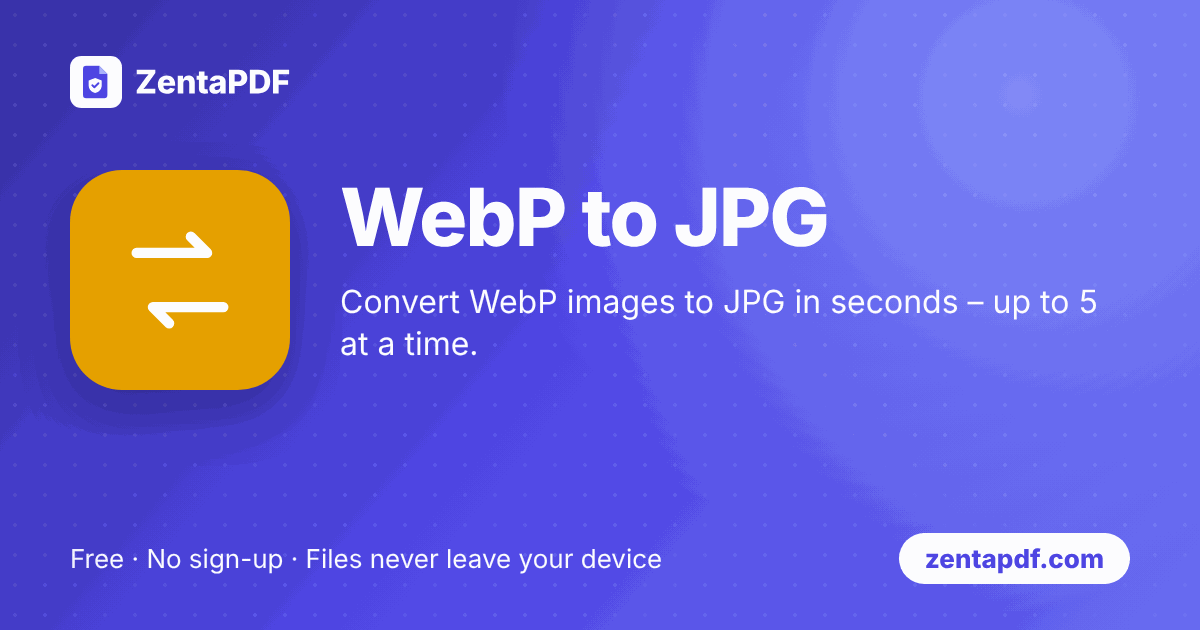 ZentaPDF
WebP to JPG
Convert WebP images to JPG in seconds – up to 5
at a time.
Free · No sign-up · Files never leave your device
zentapdf.com